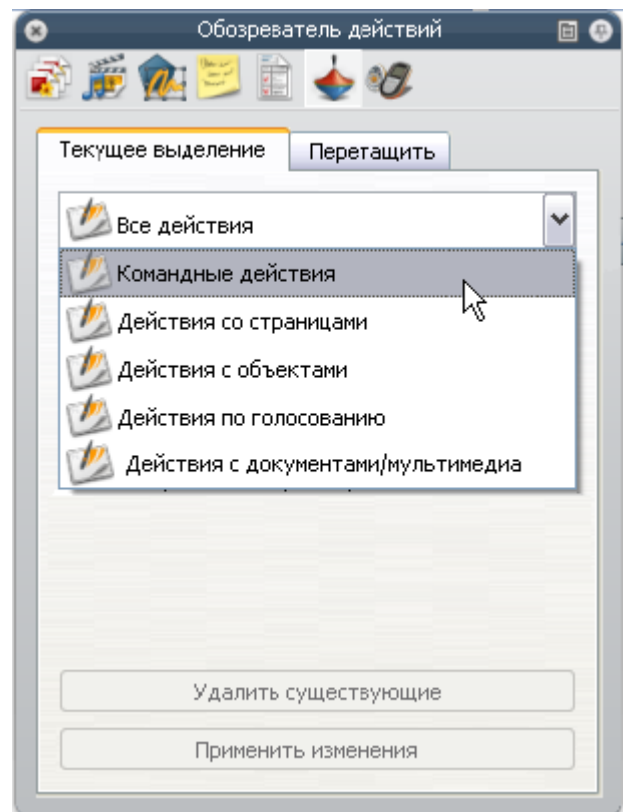 Обозреватель действий
Текущее выделение
Перетащить
Все действия
Командные действия
Действия со страницами
Действия с объектами
Действия по голосованию
Действия с документами/мультимедиа
Удалить существующие
Применить изменения